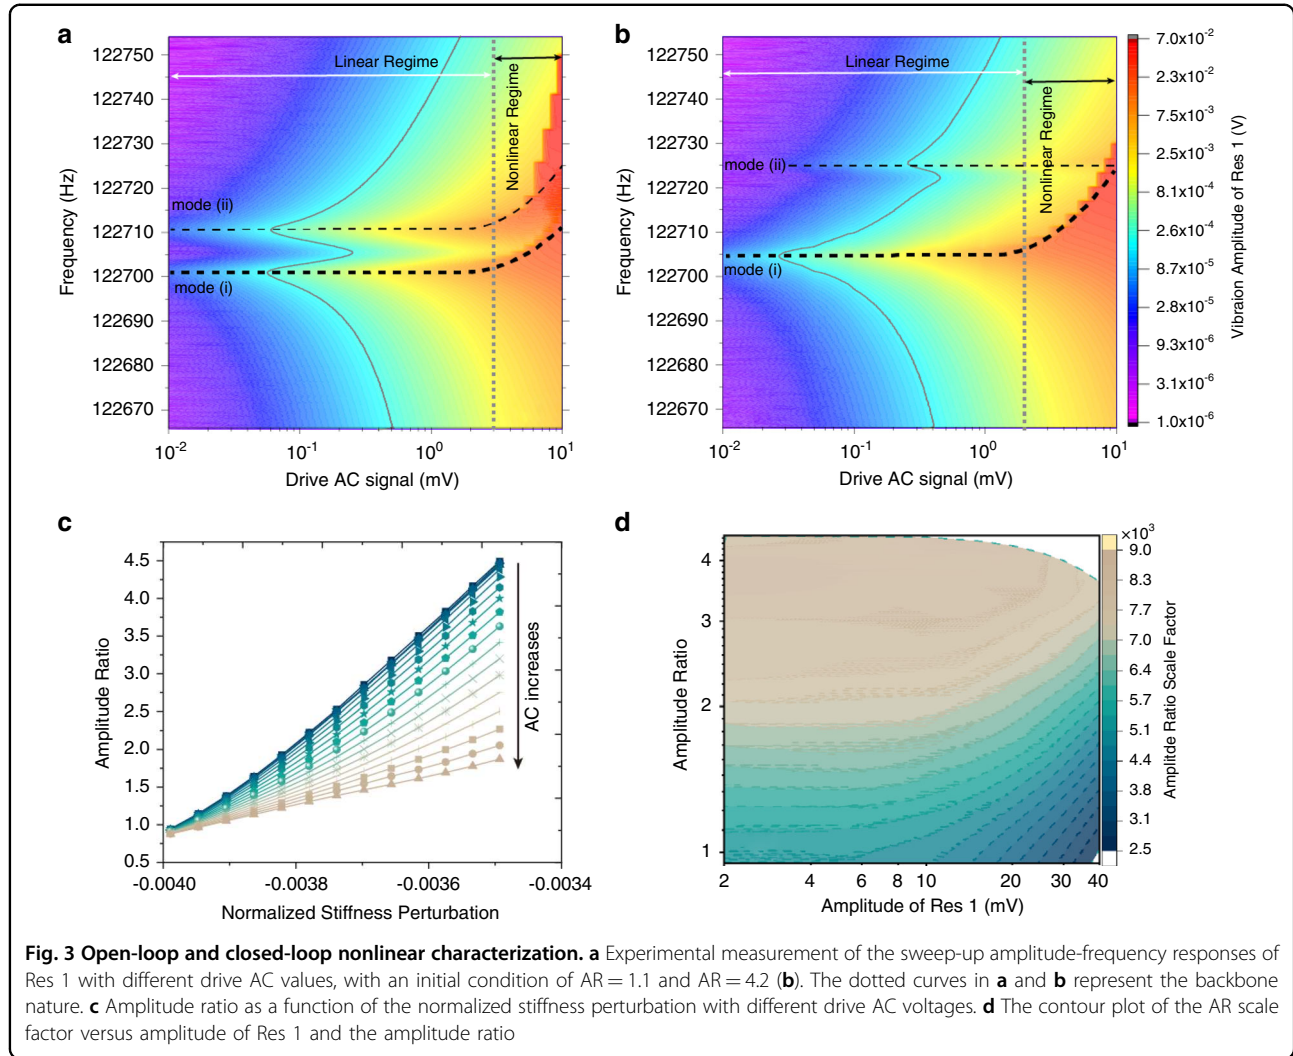 a
122750
122740
122730
122720
122710
122700
122690
122680
122670
Frequency (Hz)
Linear Regime
Nonlinear Regime
mode (ii)
mode (i)
10-2
10-1
100
101
Drive AC signal (mV)
b
122750
122740
122730
122720
122710
122700
122690
122680
122670
Frequency (Hz)
Linear Regime
Nonlinear Regime
mode (ii)
mode (i)
10-2
10-1
100
101
Drive AC signal (mV)
7.0x10-2
2.3x10-2
7.5x10-3
2.5x10-3
8.1x10-4
2.6x10-4
8.7x10-5
2.8x10-5
9.3x10-6
3.1x10-6
1.0x10-6
Vibraion Amplitude of Res 1 (V)
c
4.5
4.0
3.5
3.0
2.5
2.0
1.5
1.0
0.5
Amplitude Ratio
AC increases
-0.0040
-0.0038
-0.0036
-0.0034
Normalized Stiffness Perturbation
d
4
3
2
1
Amplitude Ratio
2
4
6
8
10
20
30
40
Amplitude of Res 1 (mV)
×103
9.0
8.3
7.7
7.0
6.4
5.7
5.1
4.4
3.8
3.1
2.5
Amplitde Ratio Scale Factor
Fig. 3 Open-loop and closed-loop nonlinear characterization. a Experimental measurement of the sweep-up amplitude-frequency responses of
Res 1 with different drive AC values, with an initial condition of AR = 1.1 and AR = 4.2 (b). The dotted curves in a and b represent the backbone
nature. c Amplitude ratio as a function of the normalized stiffness perturbation with different drive AC voltages. d The contour plot of the AR scale
factor versus amplitude of Res 1 and the amplitude ratio